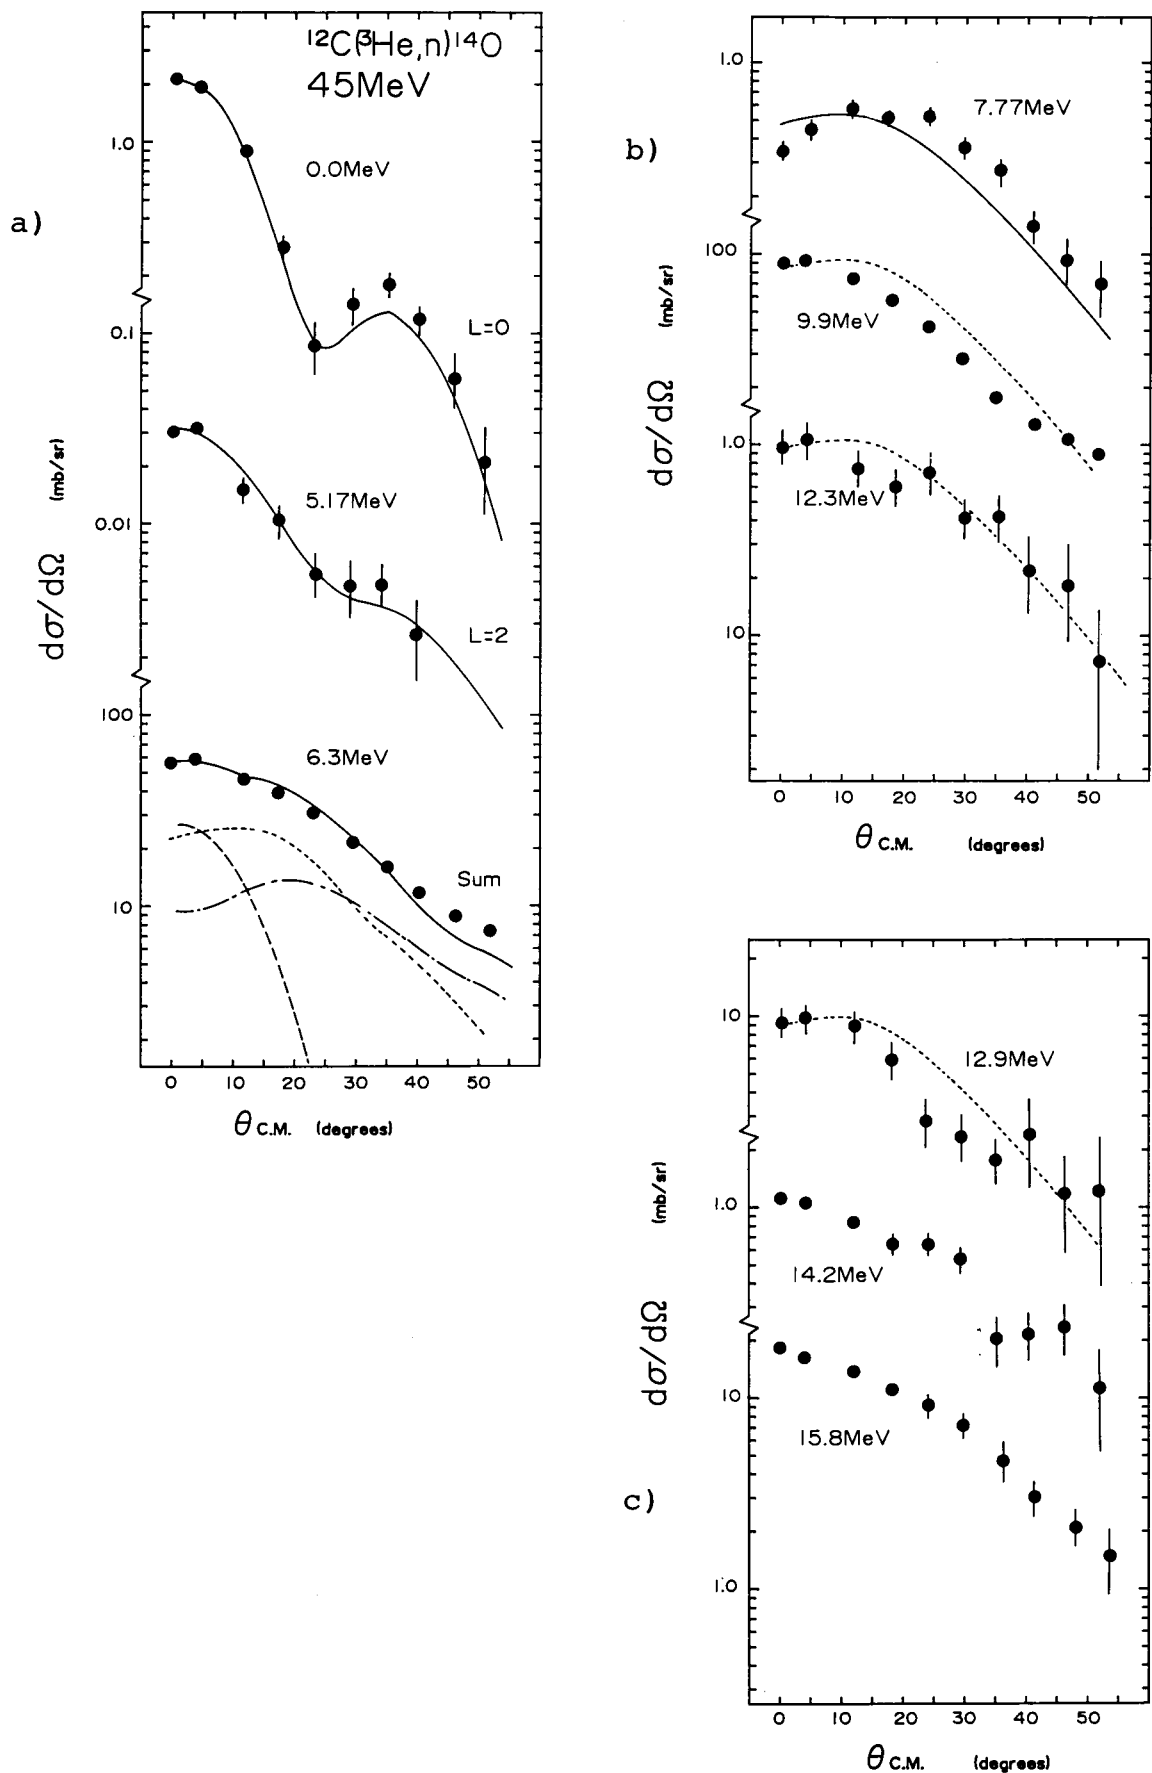 ¹²C(³He,n)¹⁴O
45MeV
a)
1.0
0.0MeV
L=0
0.1
5.17MeV
0.01
L=2
100
6.3MeV
Sum
10
dσ/dΩ (mb/sr)
0 10 20 30 40 50
θ C.M. (degrees)
b)
1.0
7.77MeV
100
9.9MeV
1.0
12.3MeV
10
dσ/dΩ (mb/sr)
0 10 20 30 40 50
θ C.M. (degrees)
c)
10
12.9MeV
1.0
14.2MeV
10
15.8MeV
1.0
dσ/dΩ (mb/sr)
0 10 20 30 40 50
θ C.M. (degrees)